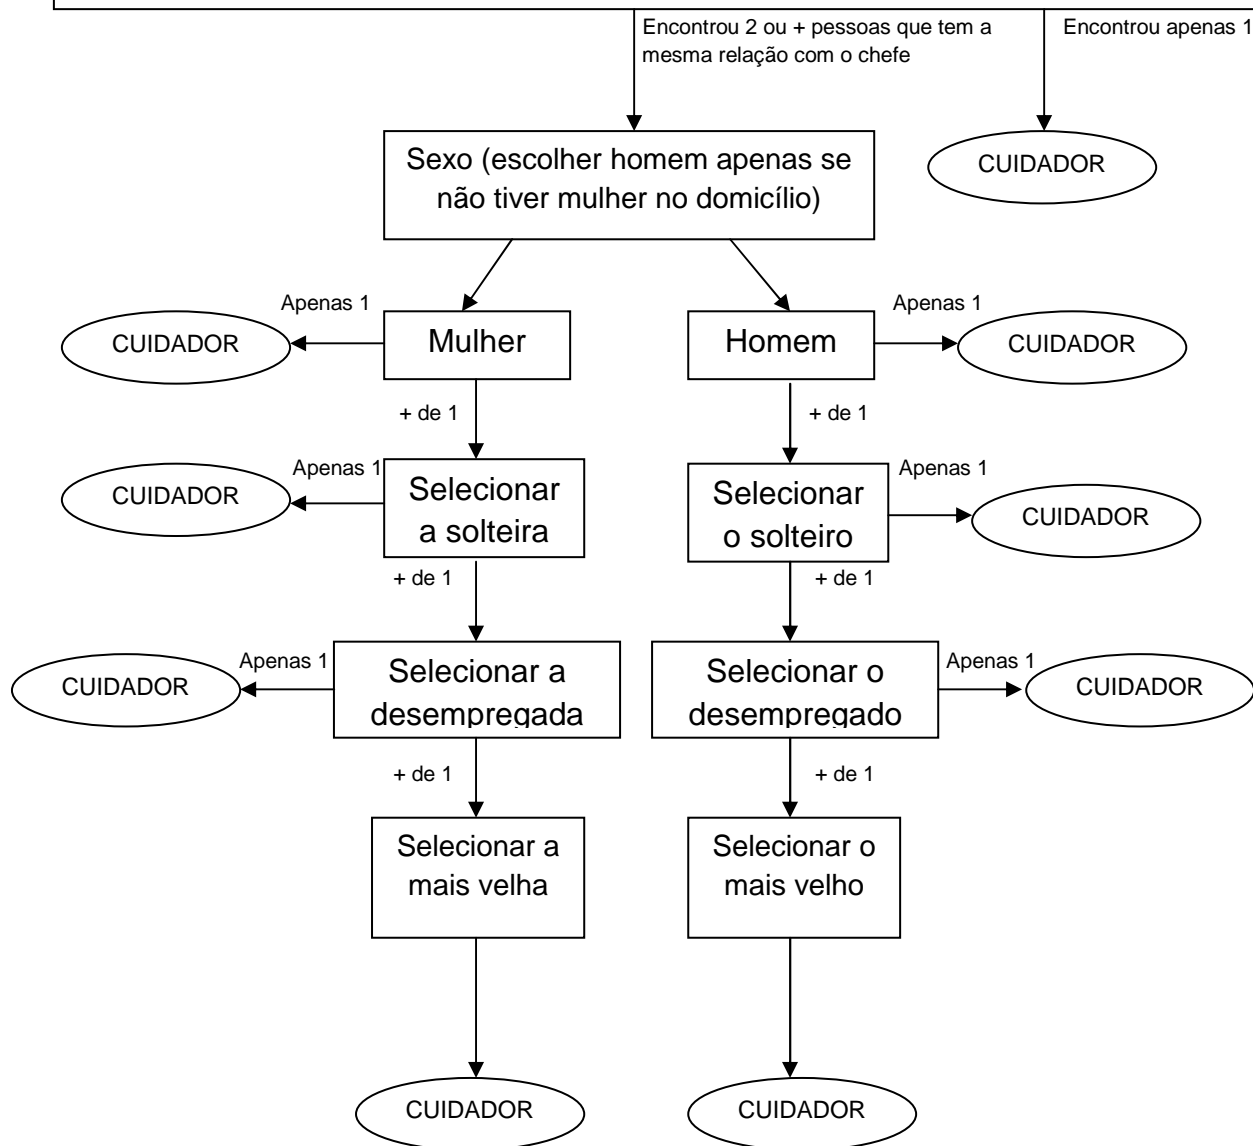 Encontrou 2 ou + pessoas que tem a
mesma relação com o chefe
Encontrou apenas 1
Sexo (escolher homem apenas se
não tiver mulher no domicílio)
CUIDADOR
Apenas 1
Apenas 1
CUIDADOR
Mulher
Homem
CUIDADOR
+ de 1
+ de 1
Apenas 1
Apenas 1
CUIDADOR
Selecionar
a solteira
Selecionar
o solteiro
CUIDADOR
+ de 1
+ de 1
Apenas 1
Apenas 1
CUIDADOR
Selecionar a
desempregada
Selecionar o
desempregado
CUIDADOR
+ de 1
+ de 1
Selecionar a
mais velha
Selecionar o
mais velho
CUIDADOR
CUIDADOR